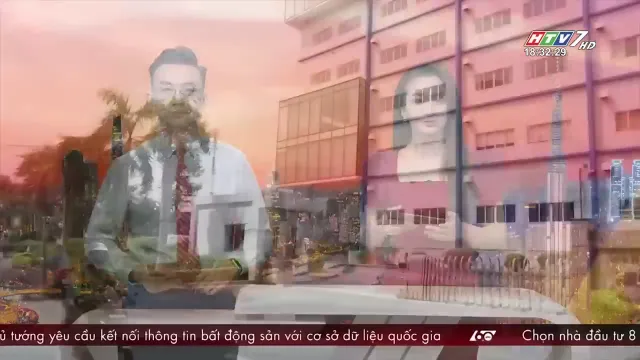 HTV7 HD
18:32:29
ủ tướng yêu cầu kết nối thông tin bất động sản với cơ sở dữ liệu quốc gia
60
Chọn nhà đầu tư 8